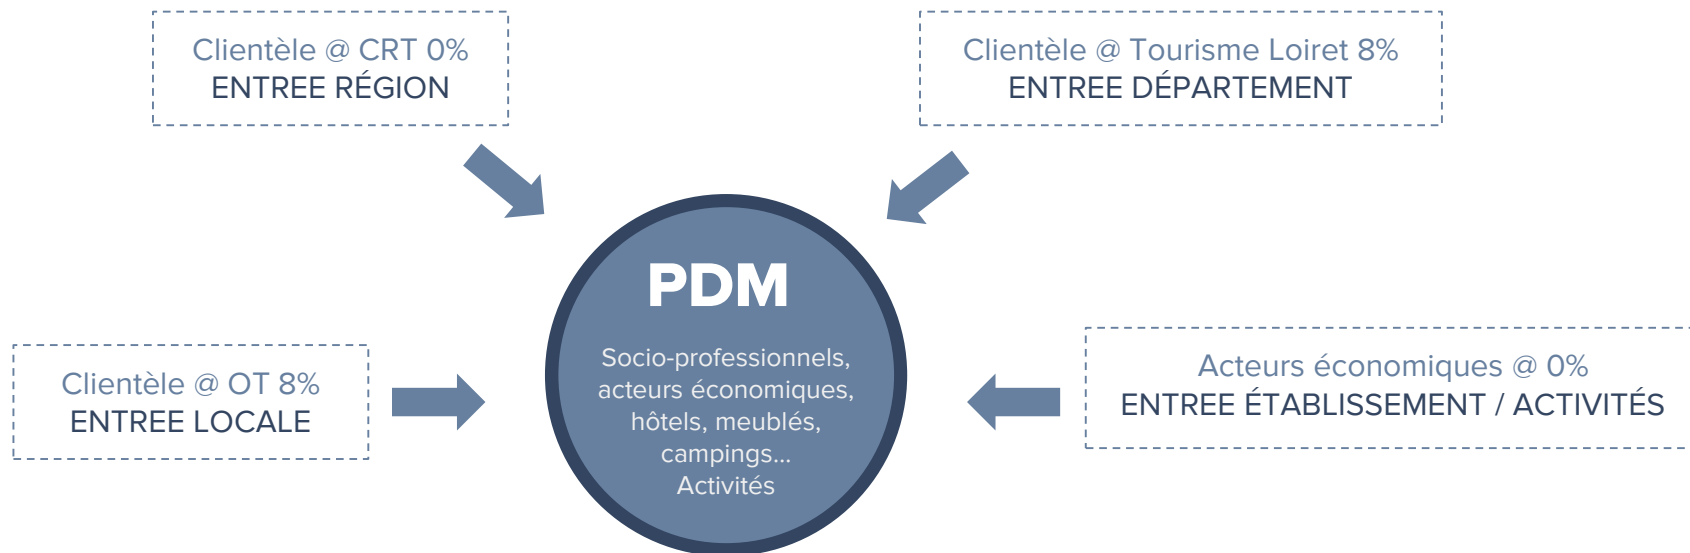 Clientèle @ CRT 0%
ENTREE RÉGION
Clientèle @ Tourisme Loiret 8%
ENTREE DÉPARTEMENT
PDM
Socio-professionnels,
acteurs économiques,
hôtels, meublés,
campings...
Activités
Clientèle @ OT 8%
ENTREE LOCALE
Acteurs économiques @ 0%
ENTREE ÉTABLISSEMENT / ACTIVITÉS